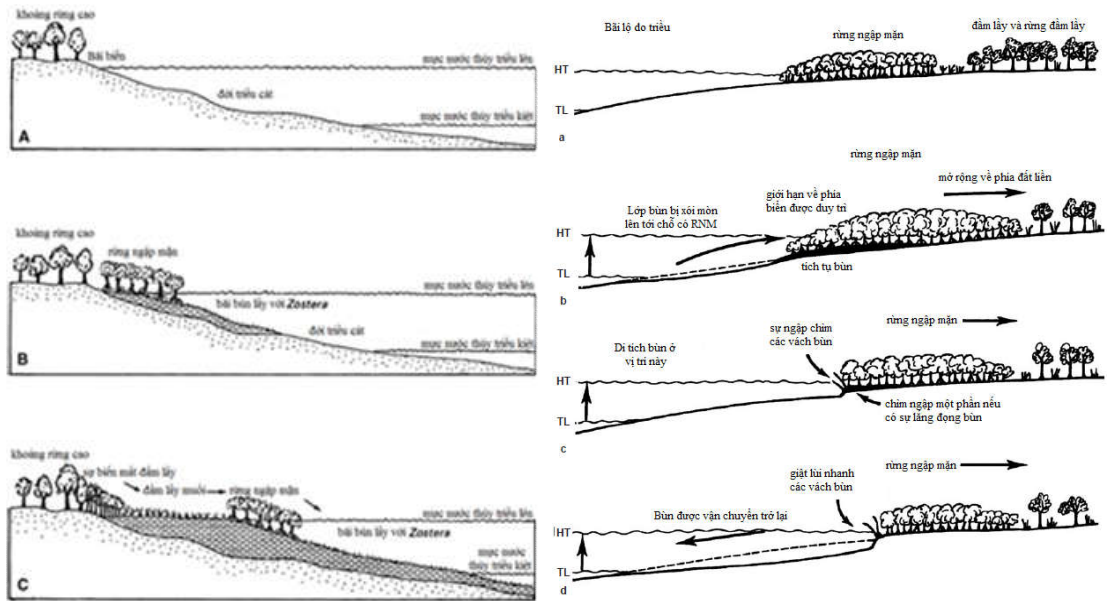 khoảng rừng cao
Bãi biển
mực nước thủy triều lên
đới triều cát
mực nước thủy triều kiệt
A
khoảng rừng cao
rừng ngập mặn
mực nước thủy triều lên
bãi bùn lầy với Zostera
đới triều cát
mực nước thủy triều kiệt
B
khoảng rừng cao
sự biến mất đầm lầy
đầm lầy muối
rừng ngập mặn
mực nước thủy triều lên
bãi bùn lầy với Zostera
mực nước
thủy triều kiệt
C
Bãi lộ do triều
rừng ngập mặn
đầm lầy và rừng đầm lầy
HT
TL
a
rừng ngập mặn
mở rộng về phia đất liền
giới hạn về phia
biển được duy trì
Lớp bùn bị xói mòn
lên tới chỗ có RNM
HT
TL
tích tụ bùn
b
rừng ngập mặn
sự ngập chìm
các vách bùn
Di tích bùn ở
vị trí này
HT
TL
chìm ngập một phần nếu
có sự lắng đọng bùn
c
rừng ngập mặn
giật lùi nhanh
các vách bùn
Bùn được vận chuyển trở lại
HT
TL
d